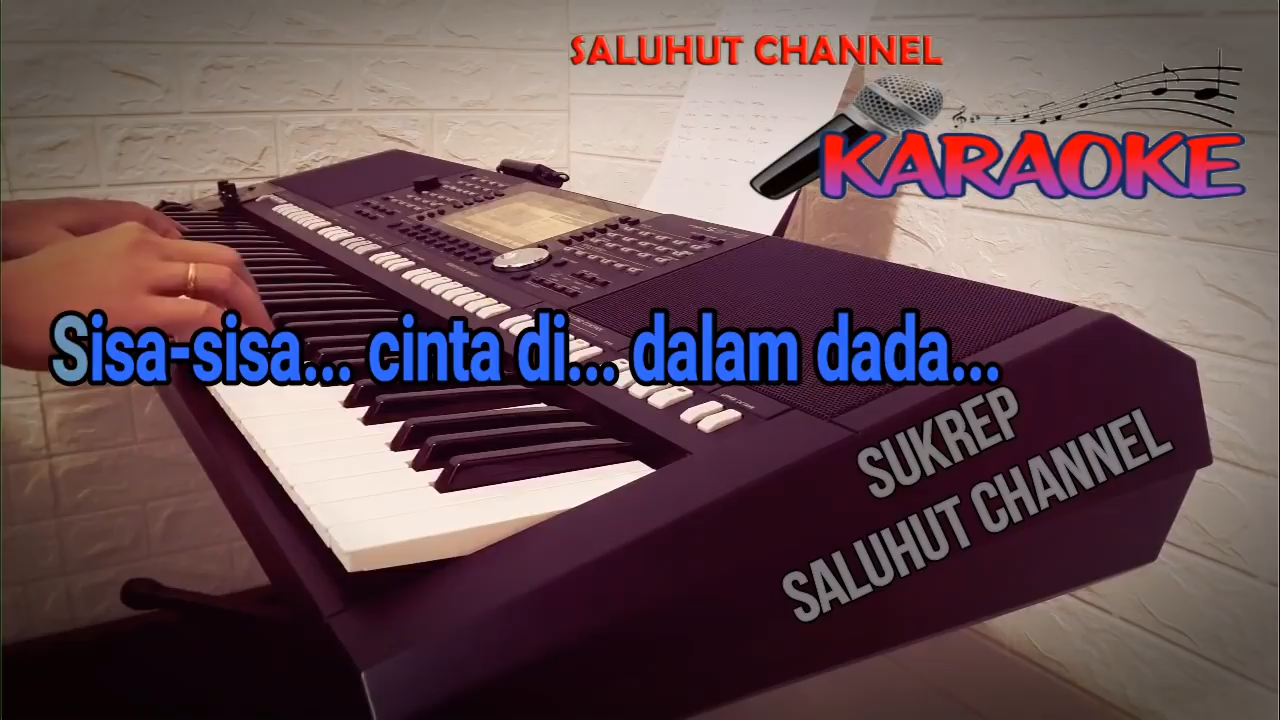 SALUHUT CHANNEL
KARAOKE
Sisa-sisa... cinta di... dalam dada...
SUKREP
SALUHUT CHANNEL